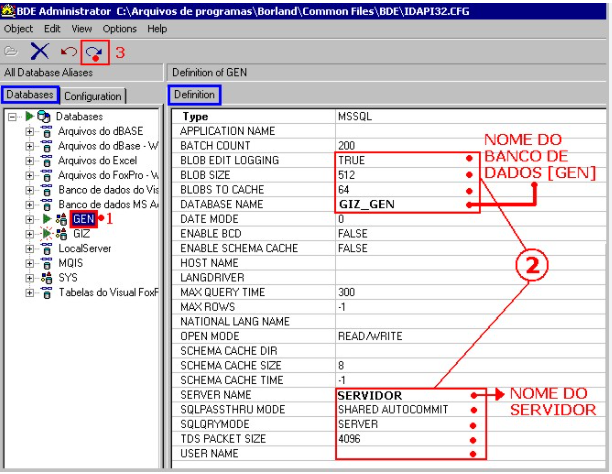 BDE Administrator C:\Arquivos de programas\Borland\Common Files\BDE\IDAPI32.CFG
Object Edit View Options Help
3
All Database Aliases
Definition of GEN
Databases Configuration
Definition
Databases
Arquivos do dBASE
Arquivos do dBase - W
Arquivos do Excel
Arquivos do FoxPro - W
Banco de dados do Vis
Banco de dados MS A
GEN 1
GIZ
LocalServer
MQIS
SYS
Tabelas do Visual FoxF
Type MSSQL
APPLICATION NAME
BATCH COUNT 200
BLOB EDIT LOGGING TRUE
BLOB SIZE 512
BLOBS TO CACHE 64
DATABASE NAME GIZ_GEN
DATE MODE 0
ENABLE BCD FALSE
ENABLE SCHEMA CACHE FALSE
HOST NAME
LANGDRIVER
MAX QUERY TIME 300
MAX ROWS -1
NATIONAL LANG NAME
OPEN MODE READ/WRITE
SCHEMA CACHE DIR
SCHEMA CACHE SIZE 8
SCHEMA CACHE TIME -1
SERVER NAME SERVIDOR
SQLPASSTHRU MODE SHARED AUTOCOMMIT
SQLQRYMODE SERVER
TDS PACKET SIZE 4096
USER NAME
NOME DO
BANCO DE
DADOS [GEN]
2
NOME DO
SERVIDOR